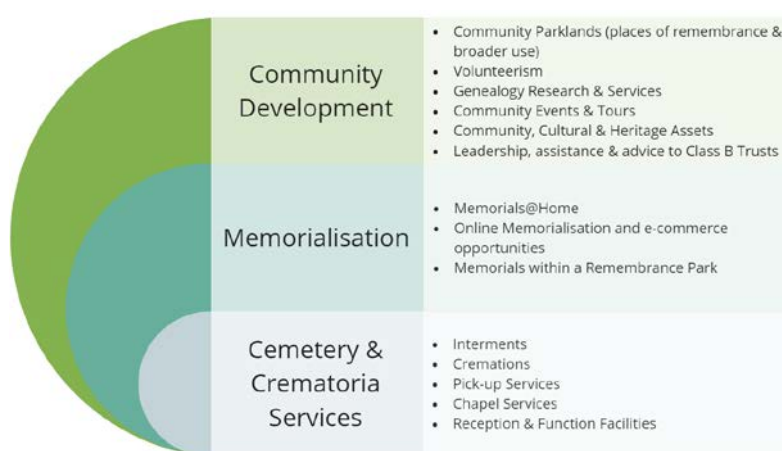 Community
Development
• Community Parklands (places of remembrance &
broader use)
• Volunteerism
• Genealogy Research & Services
• Community Events & Tours
• Community, Cultural & Heritage Assets
• Leadership, assistance & advice to Class B Trusts
Memorialisation
• Memorials@Home
• Online Memorialisation and e-commerce
opportunities
• Memorials within a Remembrance Park
Cemetery &
Crematoria
Services
• Interments
• Cremations
• Pick-up Services
• Chapel Services
• Reception & Function Facilities